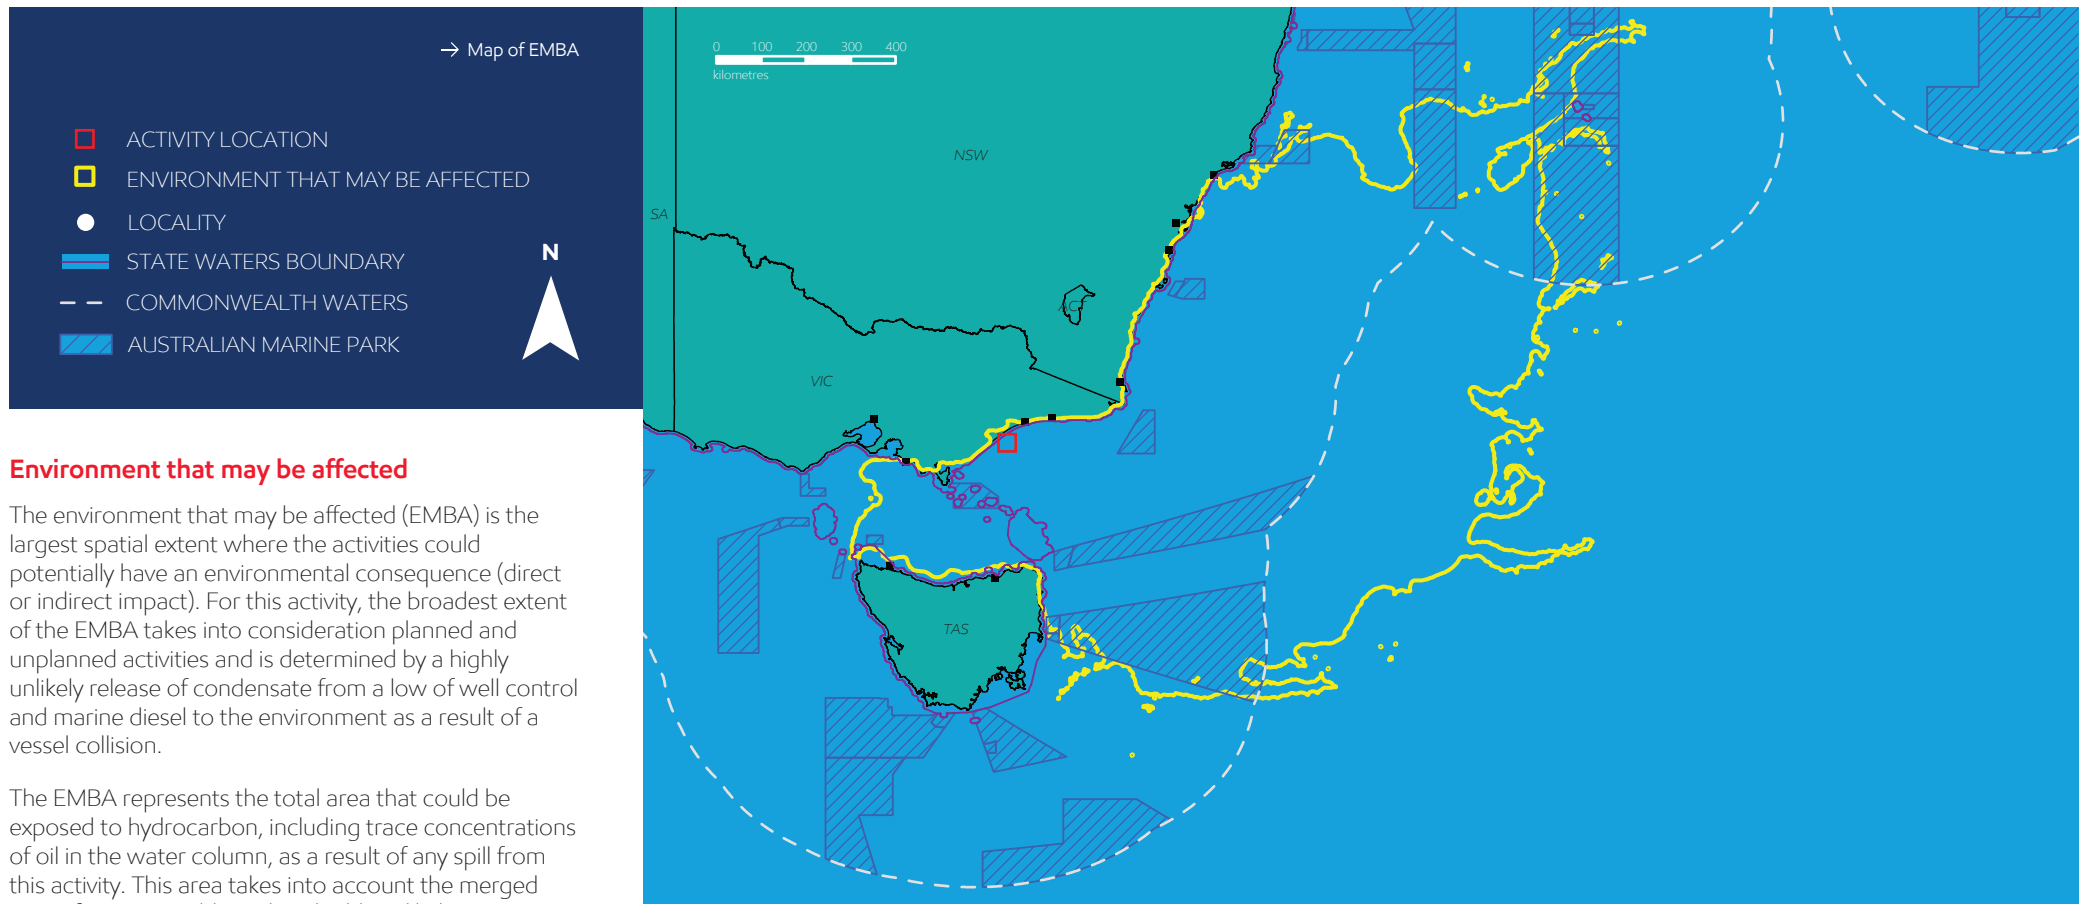 → Map of EMBA
ACTIVITY LOCATION
ENVIRONMENT THAT MAY BE AFFECTED
LOCALITY
STATE WATERS BOUNDARY
COMMONWEALTH WATERS
AUSTRALIAN MARINE PARK
N
Environment that may be affected
The environment that may be affected (EMBA) is the
largest spatial extent where the activities could
potentially have an environmental consequence (direct
or indirect impact). For this activity, the broadest extent
of the EMBA takes into consideration planned and
unplanned activities and is determined by a highly
unlikely release of condensate from a low of well control
and marine diesel to the environment as a result of a
vessel collision.
The EMBA represents the total area that could be
exposed to hydrocarbon, including trace concentrations
of oil in the water column, as a result of any spill from
this activity. This area takes into account the merged
0 100 200 300 400
kilometres
NSW
SA
ACT
VIC
TAS